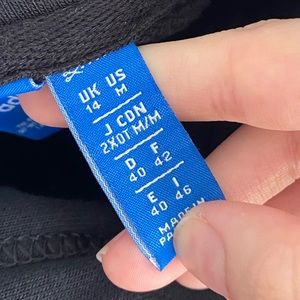 UK US
14 M
J CDN
2XOT M/M
D F
40 42
E I
40 46
MADE IN